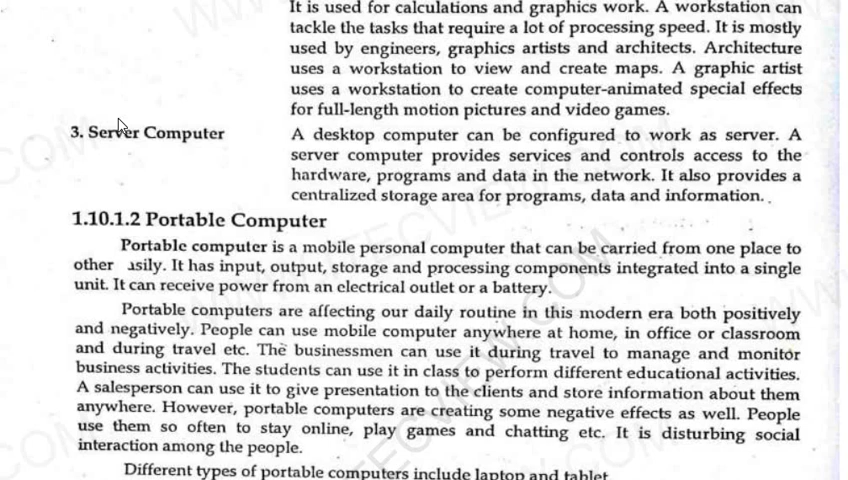 It is used for calculations and graphics work. A workstation can
tackle the tasks that require a lot of processing speed. It is mostly
used by engineers, graphics artists and architects. Architecture
uses a workstation to view and create maps. A graphic artist
uses a workstation to create computer-animated special effects
for full-length motion pictures and video games.
3. Server Computer A desktop computer can be configured to work as server. A
server computer provides services and controls access to the
hardware, programs and data in the network. It also provides a
centralized storage area for programs, data and information.
1.10.1.2 Portable Computer
Portable computer is a mobile personal computer that can be carried from one place to
other asily. It has input, output, storage and processing components integrated into a single
unit. It can receive power from an electrical outlet or a battery.
Portable computers are affecting our daily routine in this modern era both positively
and negatively. People can use mobile computer anywhere at home, in office or classroom
and during travel etc. The businessmen can use it during travel to manage and monitor
business activities. The students can use it in class to perform different educational activities.
A salesperson can use it to give presentation to the clients and store information about them
anywhere. However, portable computers are creating some negative effects as well. People
use them so often to stay online, play games and chatting etc. It is disturbing social
interaction among the people.
Different types of portable computers include laptop and tablet